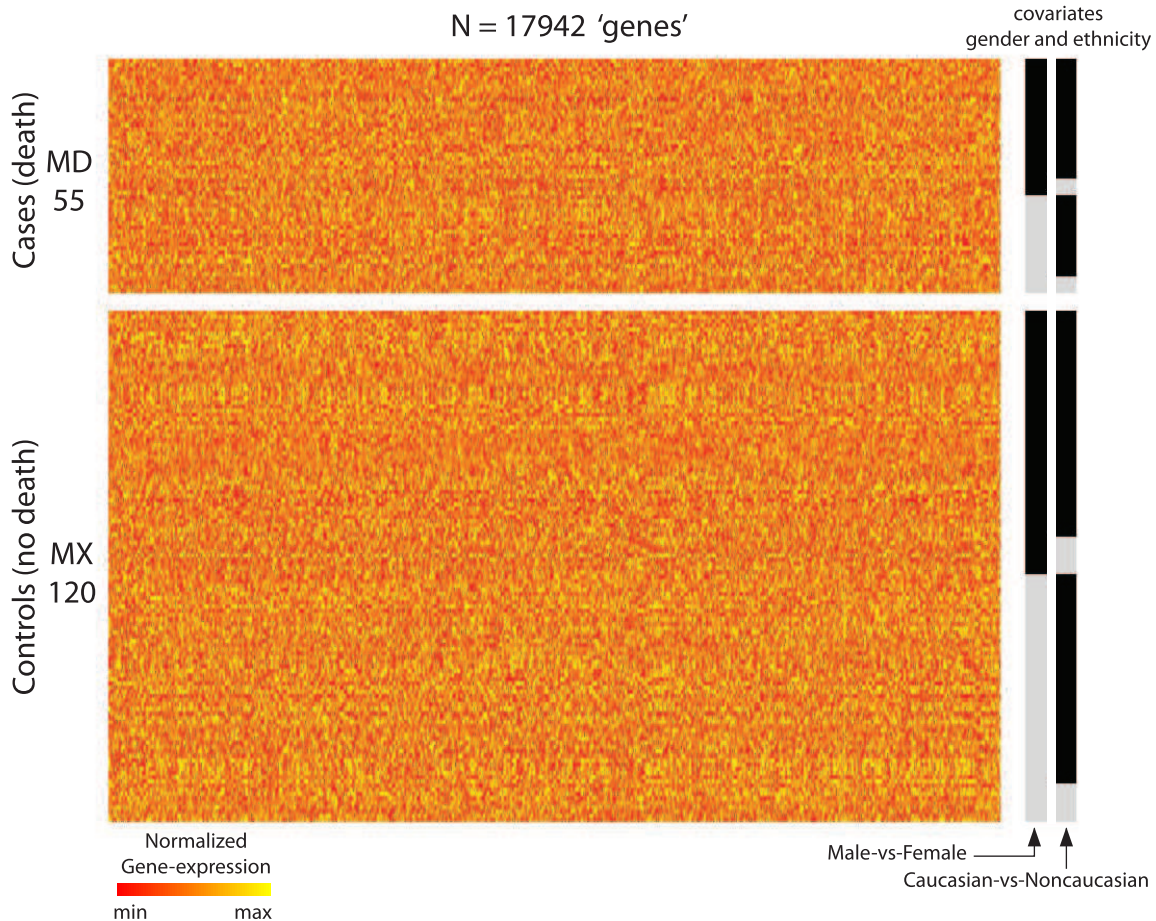 N = 17942 ‘genes’
covariates
gender and ethnicity
Cases (death)
MD
55
Controls (no death)
MX
120
Normalized
Gene-expression
min max
Male-vs-Female
Caucasian-vs-Noncaucasian